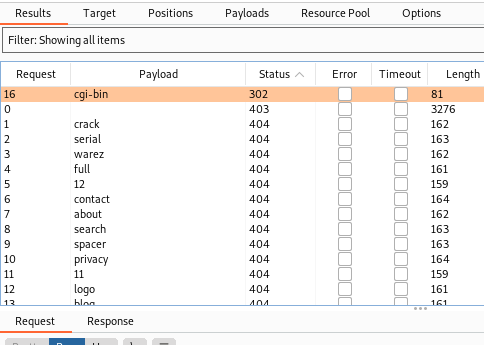 Results Target Positions Payloads Resource Pool Options
Filter: Showing all items
Request Payload Status Error Timeout Length
16 cgi-bin 302 81
0 403 3276
1 crack 404 162
2 serial 404 163
3 warez 404 162
4 full 404 161
5 12 404 159
6 contact 404 164
7 about 404 162
8 search 404 163
9 spacer 404 163
10 privacy 404 164
11 11 404 159
12 logo 404 161
13 blog 404 161
Request Response